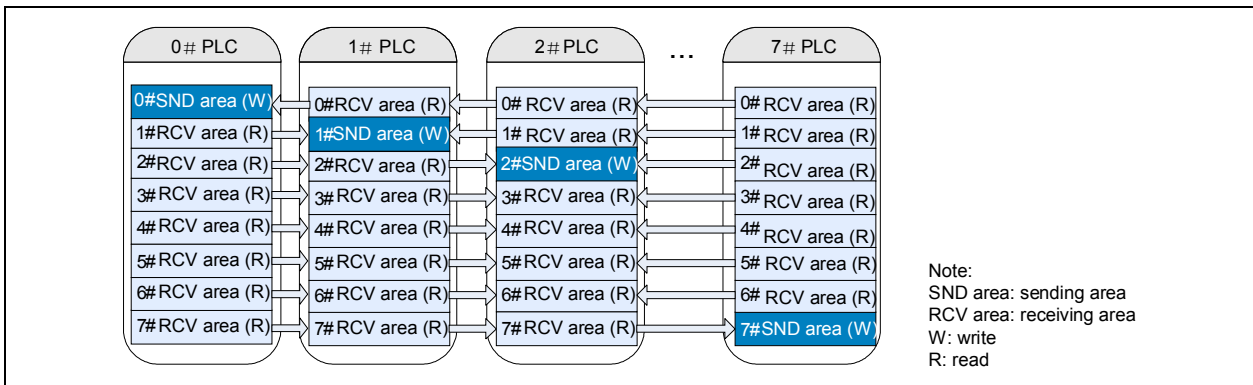 0# PLC 1# PLC 2# PLC ... 7# PLC
0#SND area (W) 0#RCV area (R) 0# RCV area (R) 0# RCV area (R)
1#RCV area (R) 1#SND area (W) 1# RCV area (R) 1# RCV area (R)
2#RCV area (R) 2#RCV area (R) 2#SND area (W) 2# RCV area (R)
3# RCV area (R) 3#RCV area (R) 3#RCV area (R) 3# RCV area (R)
4# RCV area (R) 4#RCV area (R) 4#RCV area (R) 4# RCV area (R)
5# RCV area (R) 5#RCV area (R) 5#RCV area (R) 5# RCV area (R)
6# RCV area (R) 6#RCV area (R) 6#RCV area (R) 6# RCV area (R)
7#RCV area (R) 7#RCV area (R) 7#RCV area (R) 7#SND area (W)
Note:
SND area: sending area
RCV area: receiving area
W: write
R: read